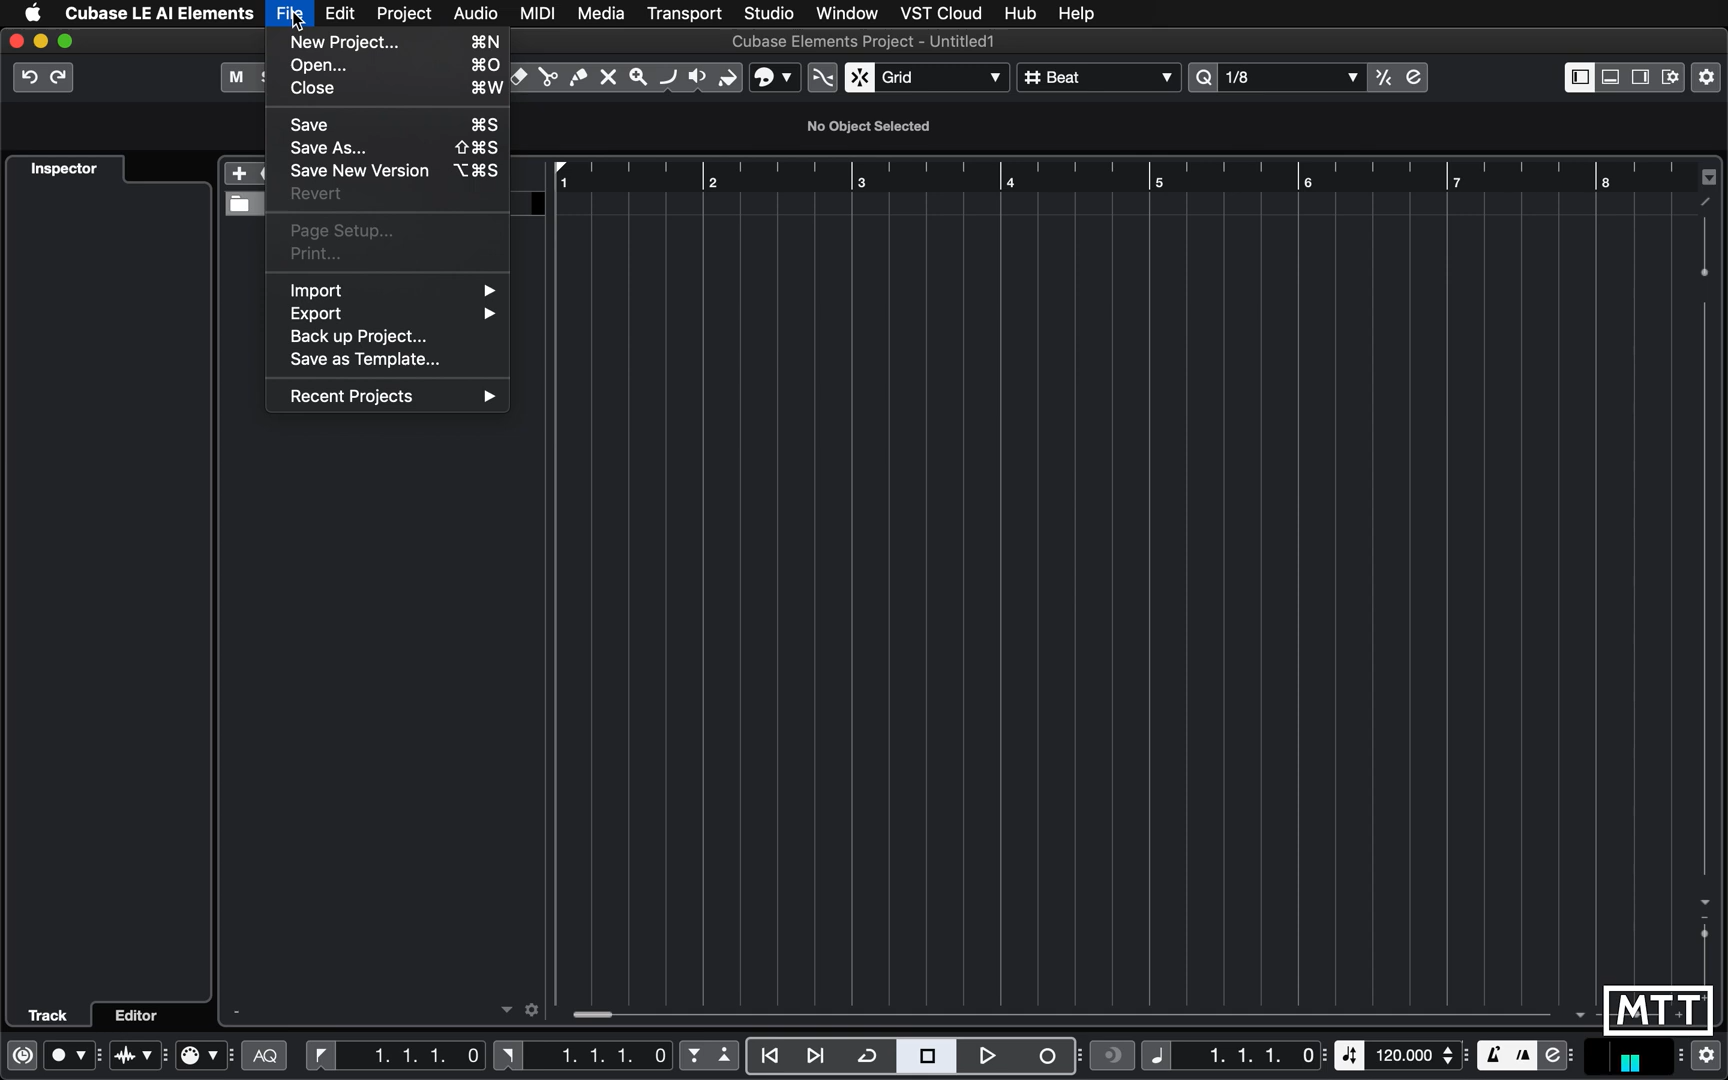 Cubase LE AI Elements File Edit Project Audio MIDI Media Transport Studio Window VST Cloud Hub Help
Cubase Elements Project - Untitled1
New Project... ⌘N
Open... ⌘O
Close ⌘W
Save ⌘S
Save As... ⇧⌘S
Save New Version ⌥⌘S
Revert
Page Setup...
Print...
Import
Export
Back up Project...
Save as Template...
Recent Projects
M
Grid
Beat
Q 1/8
e
No Object Selected
Inspector
1 2 3 4 5 6 7 8
Track Editor
MTT
AQ 1. 1. 1. 0 1. 1. 1. 0 1. 1. 1. 0 120.000 e